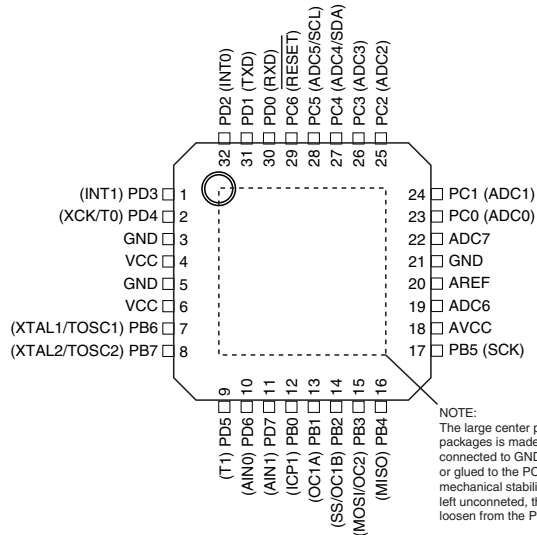 32 PD2 (INT0)
31 PD1 (TXD)
30 PD0 (RXD)
29 PC6 (RESET)
28 PC5 (ADC5/SCL)
27 PC4 (ADC4/SDA)
26 PC3 (ADC3)
25 PC2 (ADC2)
(INT1) PD3 1
(XCK/T0) PD4 2
GND 3
VCC 4
GND 5
VCC 6
(XTAL1/TOSC1) PB6 7
(XTAL2/TOSC2) PB7 8
24 PC1 (ADC1)
23 PC0 (ADC0)
22 ADC7
21 GND
20 AREF
19 ADC6
18 AVCC
17 PB5 (SCK)
(T1) PD5 9
(AIN0) PD6 10
(AIN1) PD7 11
(ICP1) PB0 12
(OC1A) PB1 13
(SS/OC1B) PB2 14
(MOSI/OC2) PB3 15
(MISO) PB4 16
NOTE:
The large center p
packages is made
connected to GND
or glued to the PC
mechanical stabili
left unconneted, th
loosen from the P